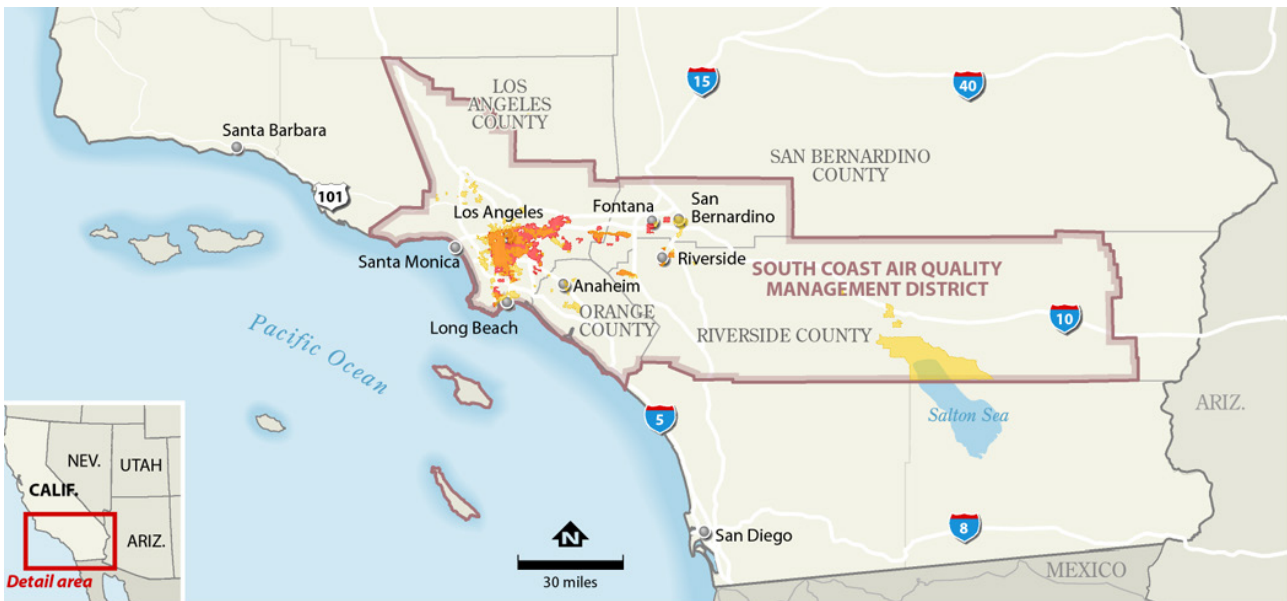 LOS
ANGELES
COUNTY
15
40
Santa Barbara
SAN BERNARDINO
COUNTY
101
Los Angeles
Fontana
San
Bernardino
Santa Monica
Riverside
SOUTH COAST AIR QUALITY
MANAGEMENT DISTRICT
Anaheim
ORANGE
COUNTY
Long Beach
RIVERSIDE COUNTY
10
Pacific Ocean
ARIZ.
5
Salton Sea
NEV.
UTAH
CALIF.
ARIZ.
Detail area
N
30 miles
San Diego
8
MEXICO